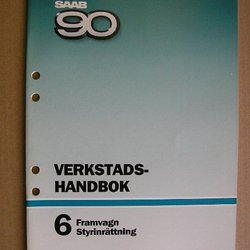 SAAB
90
VERKSTADS-
HANDBOK
6 Framvagn
Styrinrättning